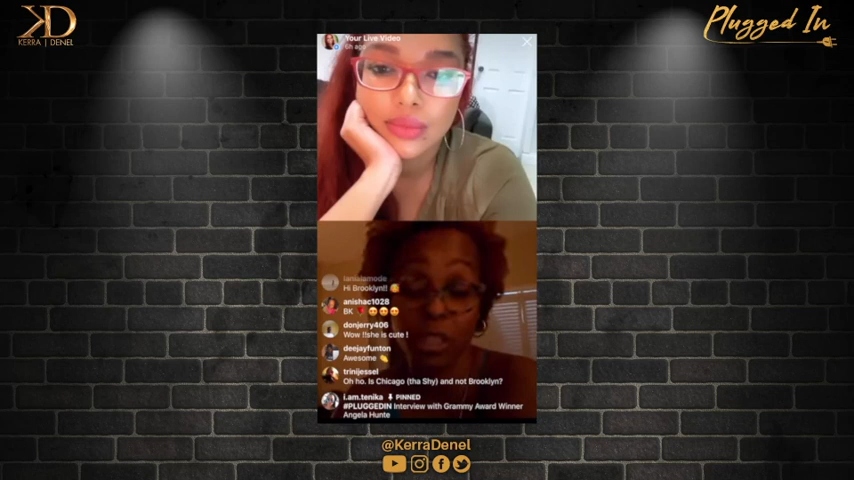 KD
KERRA | DENEL
Plugged In
Your Live Video
6h ago
Hi Brooklyn!!
anishac1028
BK
donjerry406
Wow !!she is cute !
deejayfunton
Awesome
trinijessel
Oh ho. Is Chicago (tha Shy) and not Brooklyn?
i.am.tenika PINNED
#PLUGGEDIN Interview with Grammy Award Winner
Angela Hunte
@KerraDenel